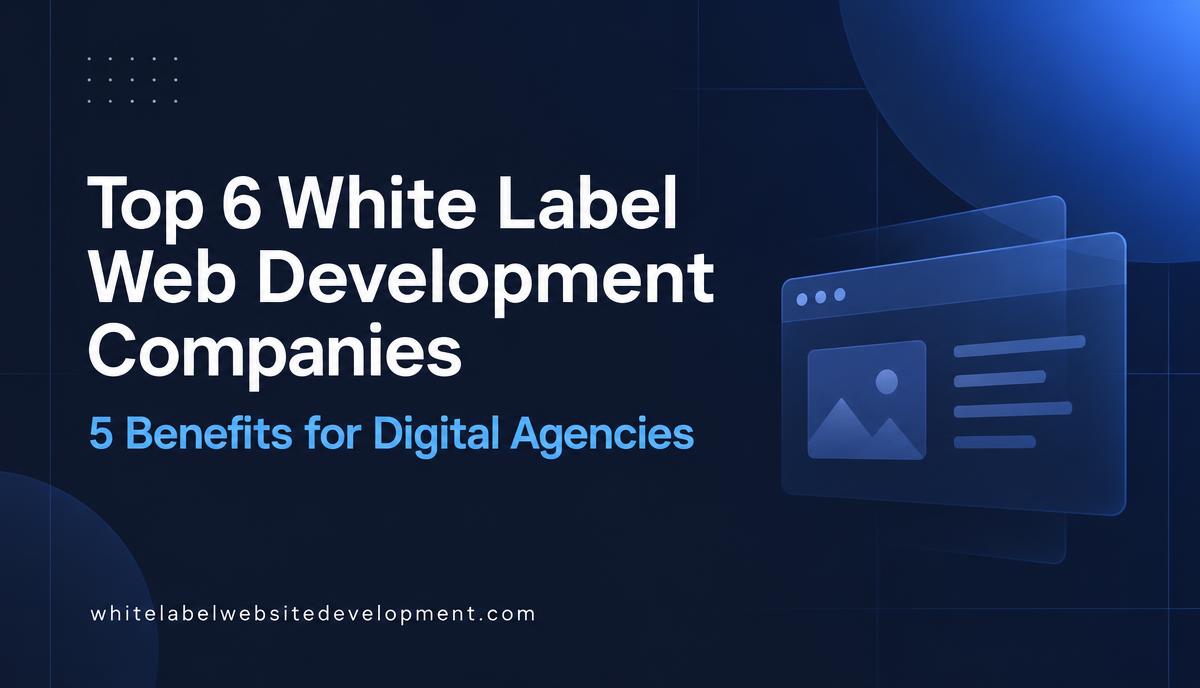 Top 6 White Label
Web Development
Companies
5 Benefits for Digital Agencies
whitelabelwebsitedevelopment.com